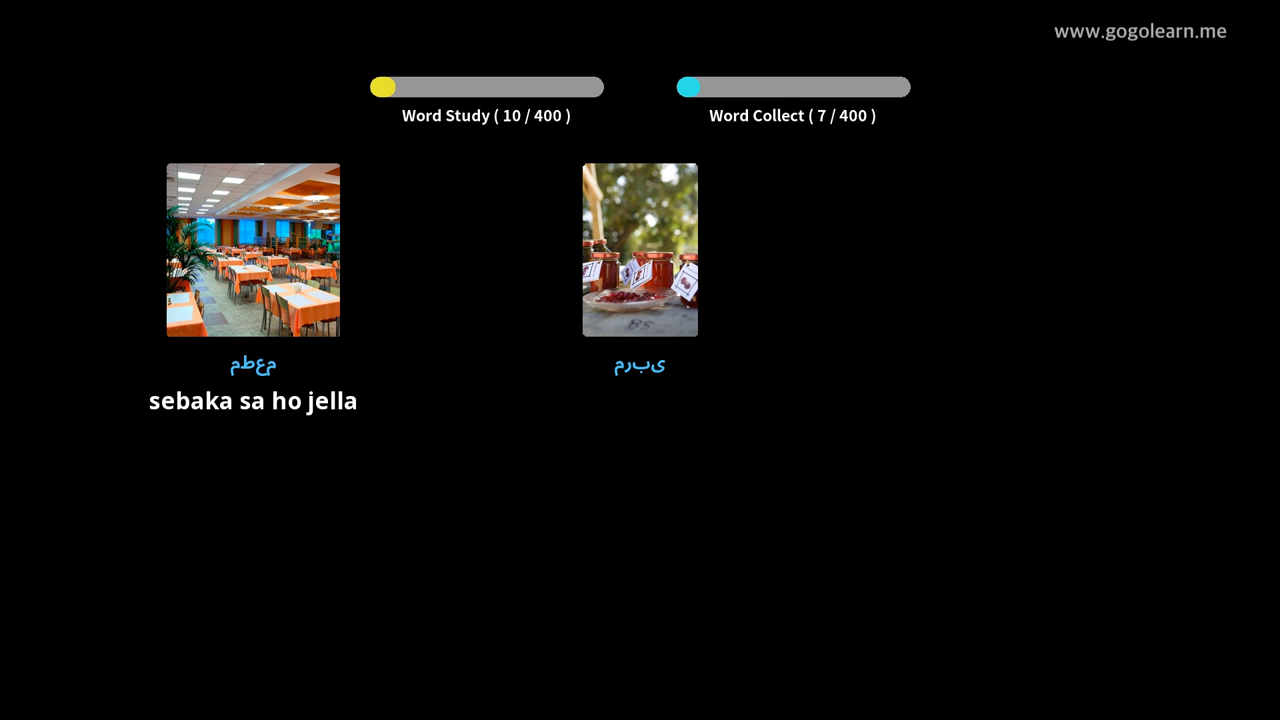 www.gogolearn.me
Word Study ( 10 / 400 )
Word Collect ( 7 / 400 )
مطعم
مربى
sebaka sa ho jella